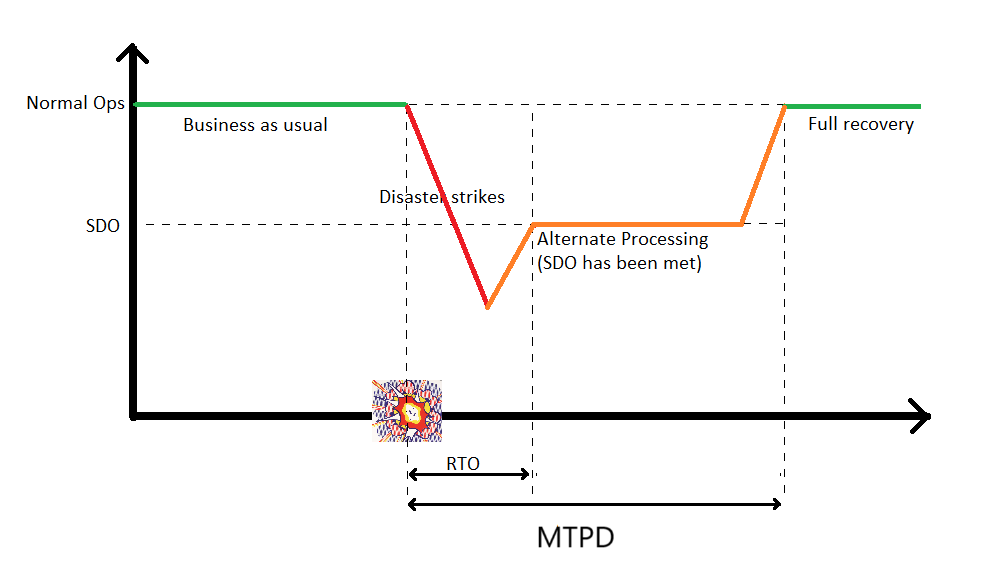 Normal Ops
Business as usual
Full recovery
Disaster strikes
SDO
Alternate Processing
(SDO has been met)
RTO
MTPD